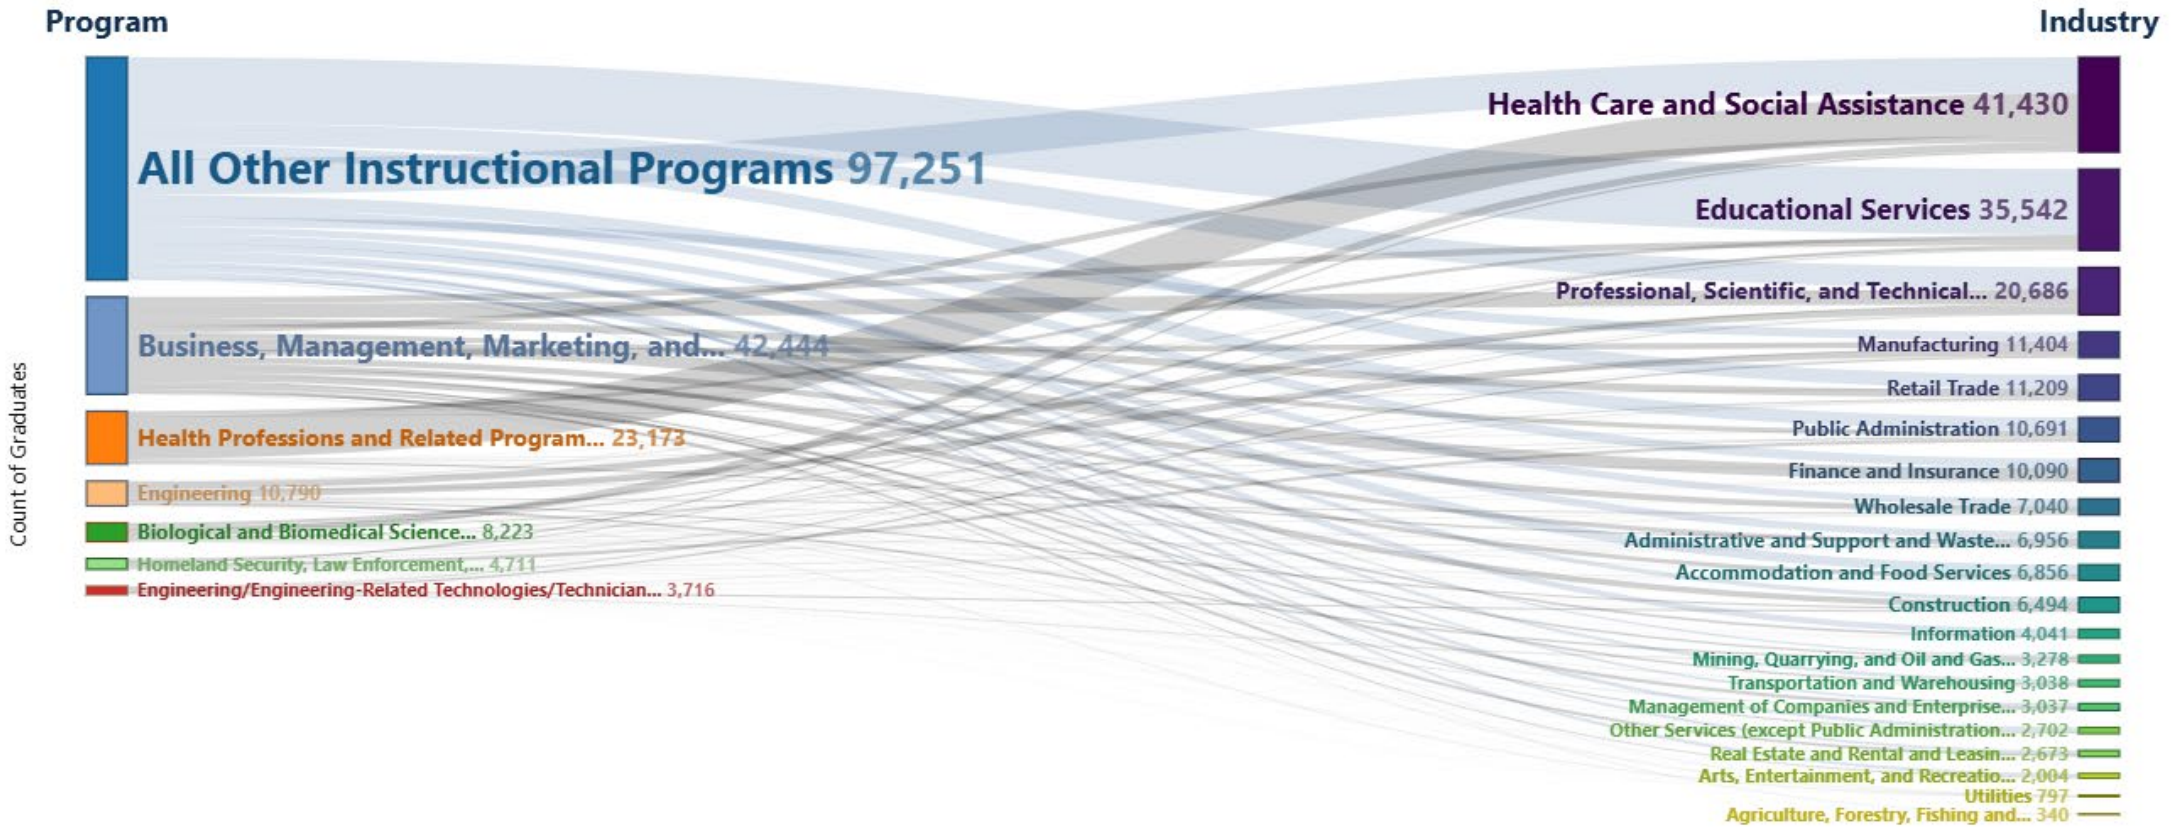 Program
Industry
Count of Graduates
All Other Instructional Programs 97,251
Business, Management, Marketing, and... 42,444
Health Professions and Related Program... 23,173
Engineering 10,790
Biological and Biomedical Science... 8,223
Homeland Security, Law Enforcement,... 4,711
Engineering/Engineering-Related Technologies/Technician... 3,716
Health Care and Social Assistance 41,430
Educational Services 35,542
Professional, Scientific, and Technical... 20,686
Manufacturing 11,404
Retail Trade 11,209
Public Administration 10,691
Finance and Insurance 10,090
Wholesale Trade 7,040
Administrative and Support and Waste... 6,956
Accommodation and Food Services 6,856
Construction 6,494
Information 4,041
Mining, Quarrying, and Oil and Gas... 3,278
Transportation and Warehousing 3,038
Management of Companies and Enterprise... 3,037
Other Services (except Public Administration... 2,702
Real Estate and Rental and Leasin... 2,673
Arts, Entertainment, and Recreatio... 2,004
Utilities 797
Agriculture, Forestry, Fishing and... 340